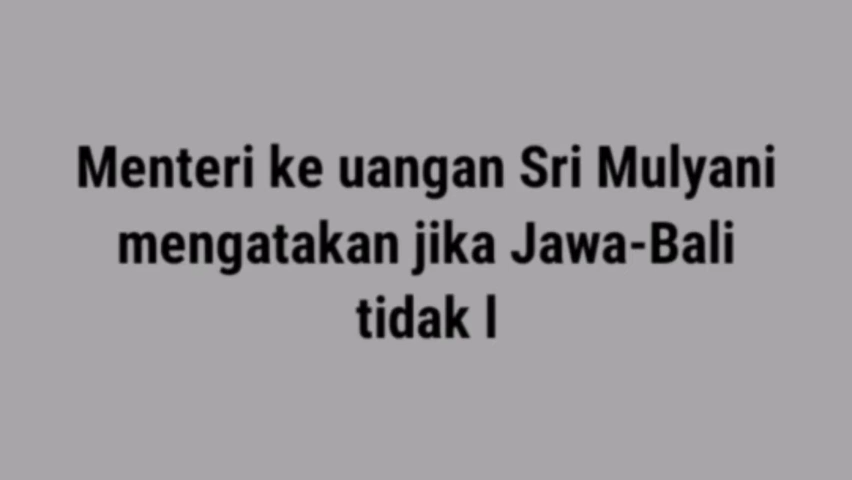 Menteri ke uangan Sri Mulyani
mengatakan jika Jawa-Bali
tidak l